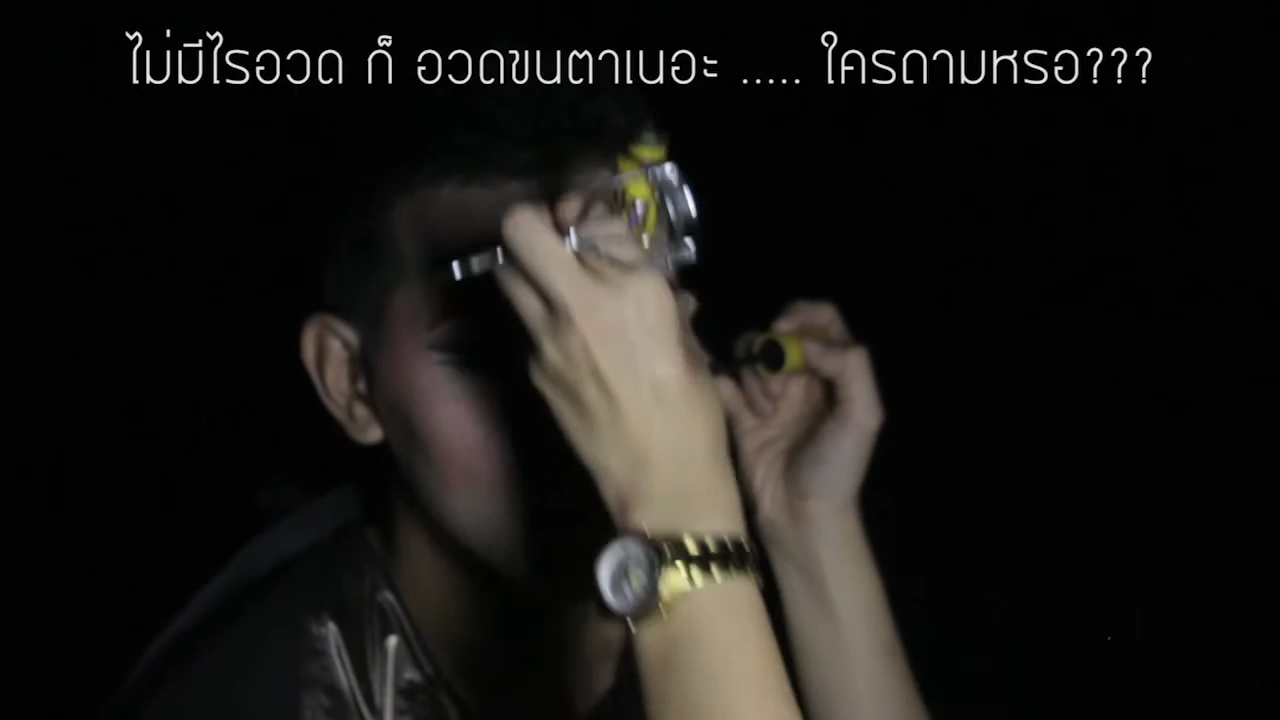 ไม่มีไรอวด ก็ อวดขนตาเนอะ ..... ใครถามหรอ???